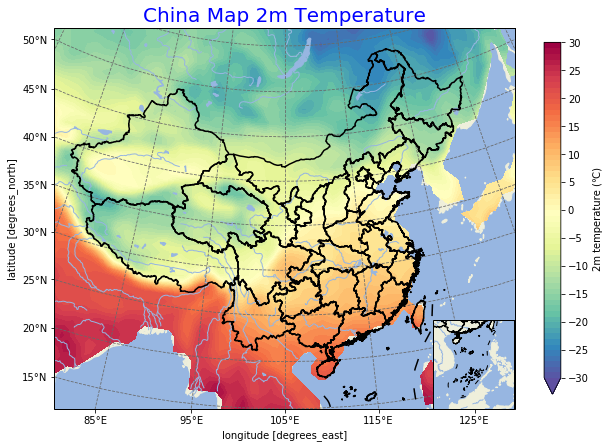 China Map 2m Temperature
50°N
45°N
40°N
35°N
30°N
25°N
20°N
15°N
latitude [degrees_north]
85°E
95°E
105°E
115°E
125°E
longitude [degrees_east]
30
25
20
15
10
5
0
−5
−10
−15
−20
−25
−30
2m temperature (℃)